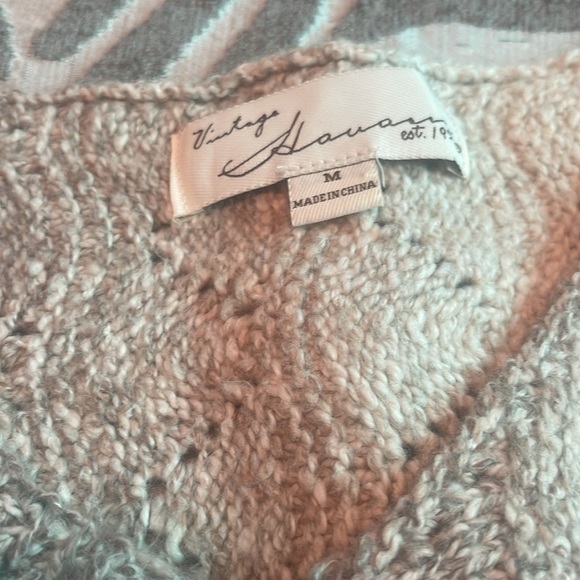 Vintage
Havana
est. 19
M
MADE IN CHINA